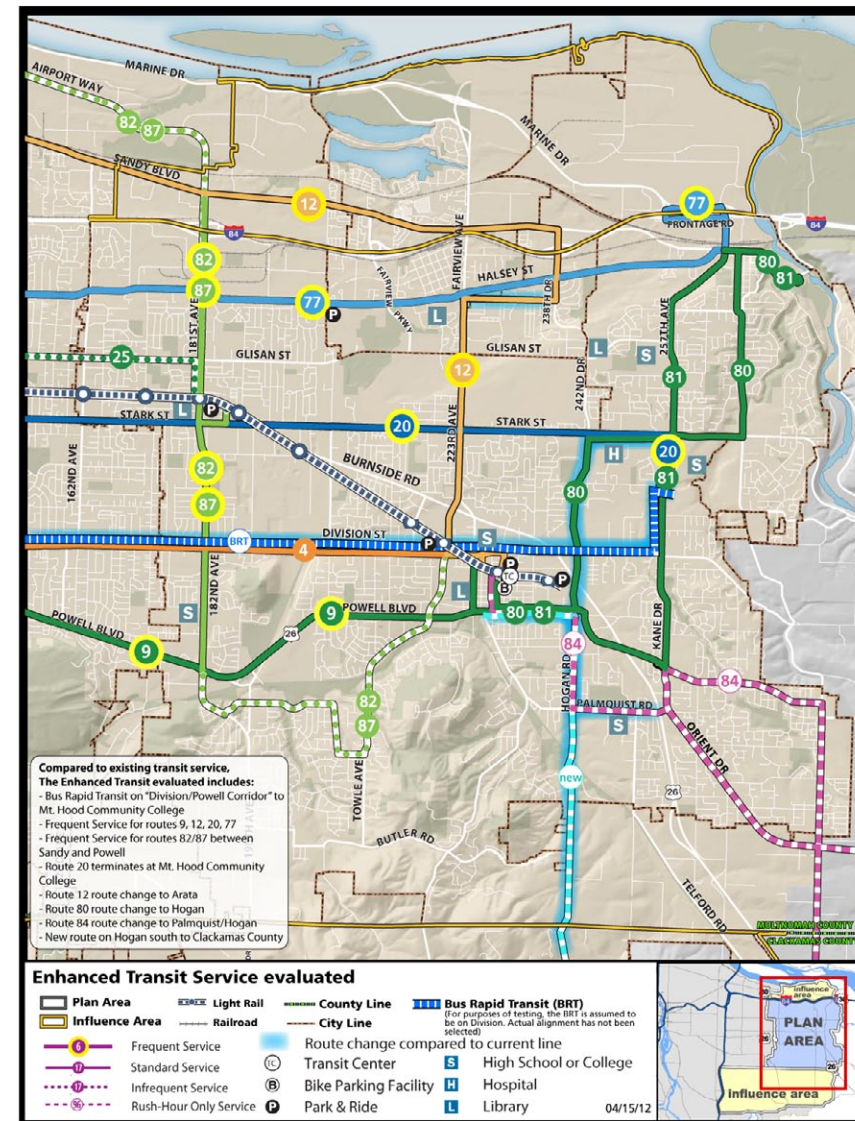 MARINE DR
AIRPORT WAY
82
87
MARINE DR
SANDY BLVD
12
77
FRONTAGE RD
84
84
FAIRVIEW AVE
82
80
81
HALSEY ST
87
77
P
FAIRVIEW PKWY
238TH DR
L
181ST AVE
257TH AVE
242ND DR
25
GLISAN ST
GLISAN ST
L
S
12
81
80
STARK ST
L
P
20
STARK ST
223RD AVE
H
20
S
162ND AVE
BURNSIDE RD
82
80
81
87
BRT
DIVISION ST
4
P
S
P
TC
P
B
182ND AVE
S
POWELL BLVD
9
26
9
POWELL BLVD
L
80
81
KANE DR
84
HOGAN RD
84
82
87
PALMQUIST RD
S
ORIENT DR
TOWLE AVE
new
26
BUTLER RD
TELFORD RD
MULTNOMAH COUNTY
CLACKAMAS COUNTY
Compared to existing transit service,
The Enhanced Transit evaluated includes:
- Bus Rapid Transit on "Division/Powell Corridor" to
Mt. Hood Community College
- Frequent Service for routes 9, 12, 20, 77
- Frequent Service for routes 82/87 between
Sandy and Powell
- Route 20 terminates at Mt. Hood Community
College
- Route 12 route change to Arata
- Route 80 route change to Hogan
- Route 84 route change to Palmquist/Hogan
- New route on Hogan south to Clackamas County
Enhanced Transit Service evaluated
Plan Area
Light Rail
County Line
Bus Rapid Transit (BRT)
(For purposes of testing, the BRT is assumed to
be on Division. Actual alignment has not been
selected)
Influence Area
Railroad
City Line
6 Frequent Service
Route change compared to current line
17 Standard Service
TC Transit Center
S High School or College
17 Infrequent Service
B Bike Parking Facility
H Hospital
96 Rush-Hour Only Service
P Park & Ride
L Library
04/15/12
influence
area
PLAN
AREA
26
26
Influence area